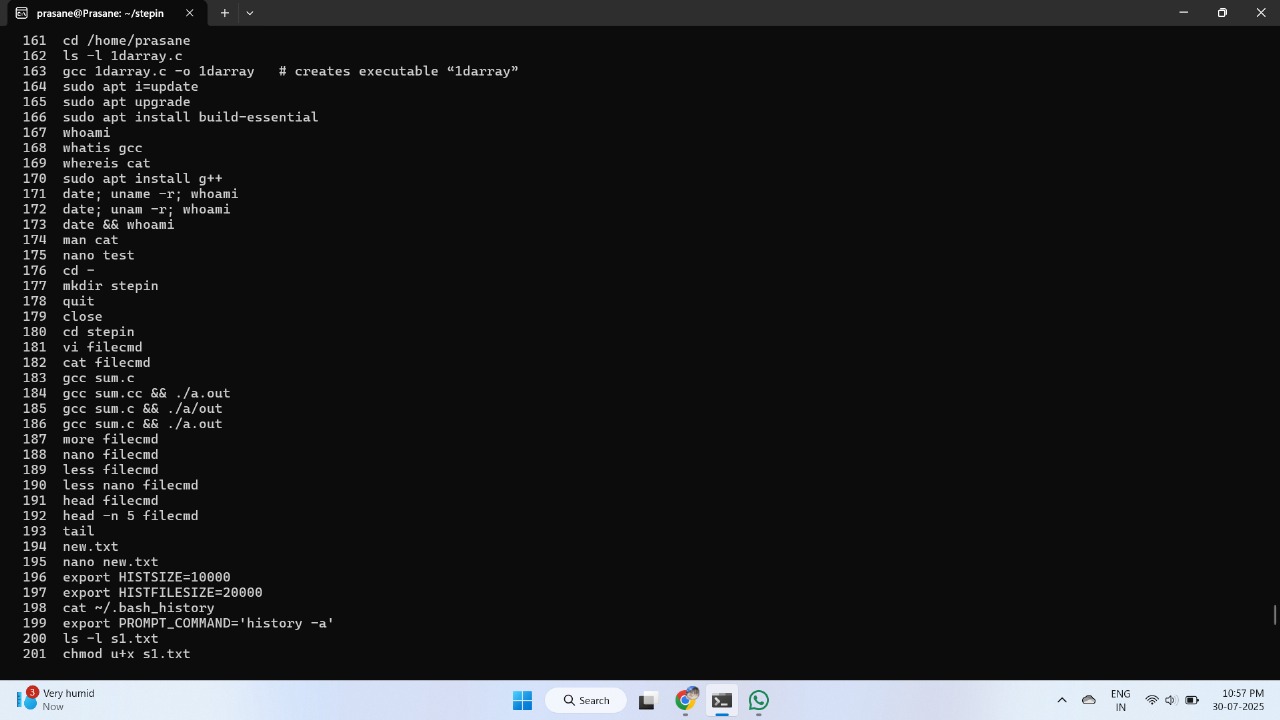 prasane@Prasane: ~/stepin
161 cd /home/prasane
162 ls -l 1darray.c
163 gcc 1darray.c -o 1darray   # creates executable “1darray”
164 sudo apt i=update
165 sudo apt upgrade
166 sudo apt install build-essential
167 whoami
168 whatis gcc
169 whereis cat
170 sudo apt install g++
171 date; uname -r; whoami
172 date; unam -r; whoami
173 date && whoami
174 man cat
175 nano test
176 cd -
177 mkdir stepin
178 quit
179 close
180 cd stepin
181 vi filecmd
182 cat filecmd
183 gcc sum.c
184 gcc sum.cc && ./a.out
185 gcc sum.c && ./a/out
186 gcc sum.c && ./a.out
187 more filecmd
188 nano filecmd
189 less filecmd
190 less nano filecmd
191 head filecmd
192 head -n 5 filecmd
193 tail
194 new.txt
195 nano new.txt
196 export HISTSIZE=10000
197 export HISTFILESIZE=20000
198 cat ~/.bash_history
199 export PROMPT_COMMAND='history -a'
200 ls -l s1.txt
201 chmod u+x s1.txt
3
Very humid
Now
Search
ENG
IN
10:57 PM
30-07-2025